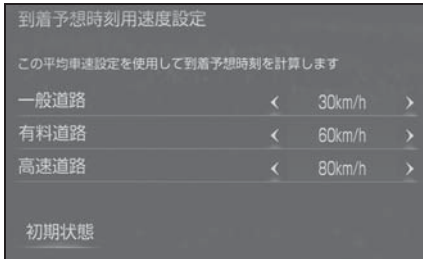 到着予想時刻用速度設定
この平均車速設定を使用して到着予想時刻を計算します
一般道路 < 30km/h >
有料道路 < 60km/h >
高速道路 < 80km/h >
初期状態